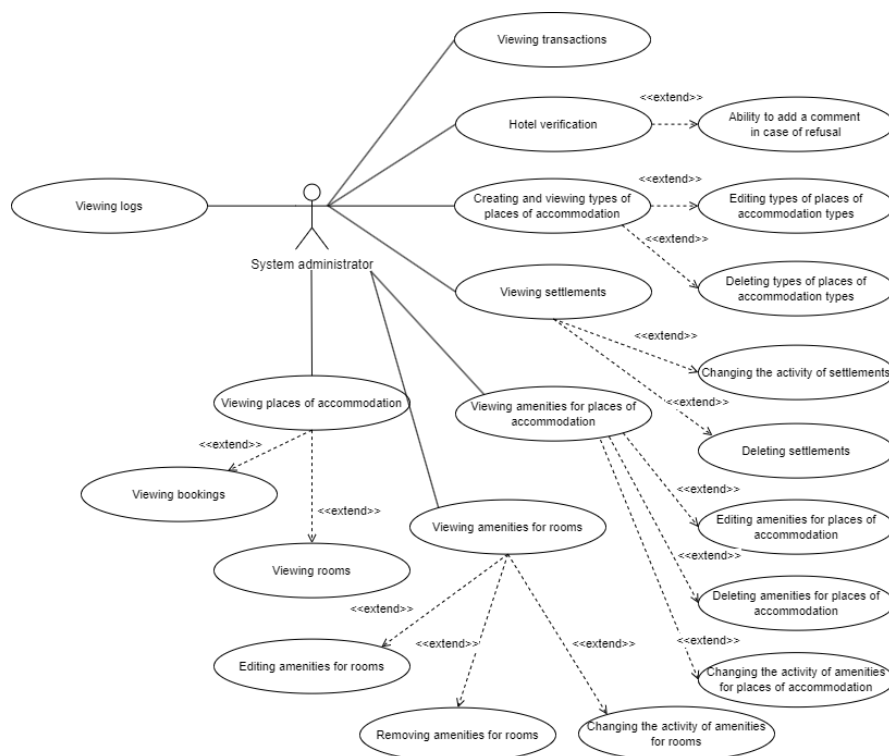 Viewing transactions
<<extend>>
Hotel verification
Ability to add a comment
in case of refusal
<<extend>>
Viewing logs
Creating and viewing types of
places of accommodation
Editing types of places of
accommodation types
<<extend>>
System administrator
Viewing settlements
Deleting types of places of
accommodation types
<<extend>>
Changing the activity of settlements
Viewing places of accommodation
Viewing amenities for places of
accommodation
<<extend>>
<<extend>>
Deleting settlements
Viewing bookings
<<extend>>
<<extend>>
Viewing amenities for rooms
Editing amenities for places of
accommodation
<<extend>>
Viewing rooms
Deleting amenities for places of
accommodation
<<extend>>
<<extend>>
<<extend>>
<<extend>>
Editing amenities for rooms
Changing the activity of amenities
for places of accommodation
Removing amenities for rooms
Changing the activity of amenities
for rooms